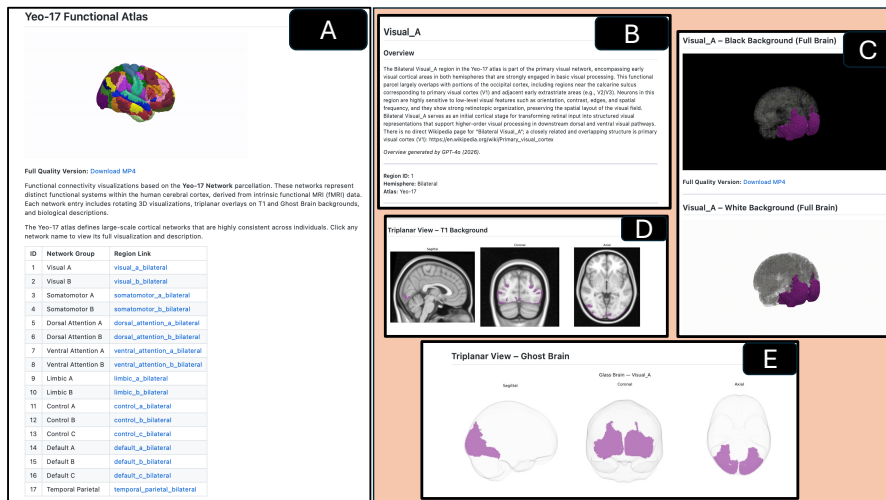 Yeo-17 Functional Atlas
A
Full Quality Version: Download MP4
Functional connectivity visualizations based on the Yeo-17 Network parcellation. These networks represent
distinct functional systems within the human cerebral cortex, derived from intrinsic functional MRI (fMRI) data.
Each network entry includes rotating 3D visualizations, triplanar overlays on T1 and Ghost Brain backgrounds,
and biological descriptions.
The Yeo-17 atlas defines large-scale cortical networks that are highly consistent across individuals. Click any
network name to view its full visualization and description.
ID Network Group Region Link
1 Visual A visual_a_bilateral
2 Visual B visual_b_bilateral
3 Somatomotor A somatomotor_a_bilateral
4 Somatomotor B somatomotor_b_bilateral
5 Dorsal Attention A dorsal_attention_a_bilateral
6 Dorsal Attention B dorsal_attention_b_bilateral
7 Ventral Attention A ventral_attention_a_bilateral
8 Ventral Attention B ventral_attention_b_bilateral
9 Limbic A limbic_a_bilateral
10 Limbic B limbic_b_bilateral
11 Control A control_a_bilateral
12 Control B control_b_bilateral
13 Control C control_c_bilateral
14 Default A default_a_bilateral
15 Default B default_b_bilateral
16 Default C default_c_bilateral
17 Temporal Parietal temporal_parietal_bilateral
B
Visual_A
Overview
The Bilateral Visual_A region in the Yeo-17 atlas is part of the primary visual network, encompassing early
visual cortical areas in both hemispheres that are strongly engaged in basic visual processing. This functional
parcel largely overlaps with portions of the occipital cortex, including regions near the calcarine sulcus
corresponding to primary visual cortex (V1) and adjacent early extrastriate areas (e.g., V2/V3). Neurons in this
region are highly sensitive to low-level visual features such as orientation, contrast, edges, and spatial
frequency, and they show strong retinotopic organization, preserving the spatial layout of the visual field.
Bilateral Visual_A serves as an initial cortical stage for transforming retinal input into structured visual
representations that support higher-order visual processing in downstream dorsal and ventral visual pathways.
There is no direct Wikipedia page for "Bilateral Visual_A"; a closely related and overlapping structure is primary
visual cortex (V1): https://en.wikipedia.org/wiki/Primary_visual_cortex
Overview generated by GPT-4o (2026).
Region ID: 1
Hemisphere: Bilateral
Atlas: Yeo-17
C
Visual_A – Black Background (Full Brain)
Full Quality Version: Download MP4
Visual_A – White Background (Full Brain)
D
Triplanar View – T1 Background
Sagittal Coronal Axial
E
Triplanar View – Ghost Brain
Glass Brain — Visual_A
Sagittal Coronal Axial